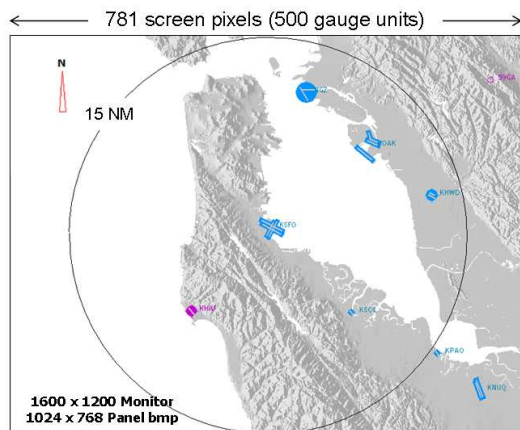 781 screen pixels (500 gauge units)
N
15 NM
OAK
KHWD
KSFO
KHAF
KSQL
KPAO
KNUQ
1600 x 1200 Monitor
1024 x 768 Panel bmp